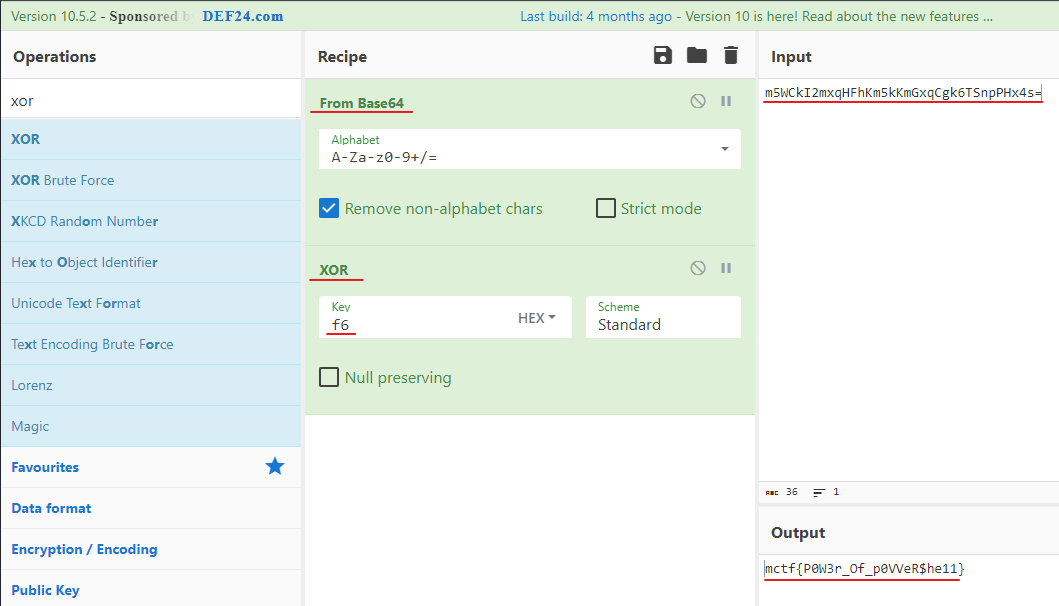 Version 10.5.2 - Sponsored b DEF24.com
Last build: 4 months ago - Version 10 is here! Read about the new features ...
Operations
xor
XOR
XOR Brute Force
XKCD Random Number
Hex to Object Identifier
Unicode Text Format
Text Encoding Brute Force
Lorenz
Magic
Favourites
Data format
Encryption / Encoding
Public Key
Recipe
From Base64
Alphabet
A-Za-z0-9+/=
Remove non-alphabet chars
Strict mode
XOR
Key
f6
HEX
Scheme
Standard
Null preserving
Input
m5WCkI2mxqHFhKm5kKmGxqCgk6TSnpPHx4s=
ABC 36 1
Output
mctf{P0W3r_Of_p0VVeR$he11}